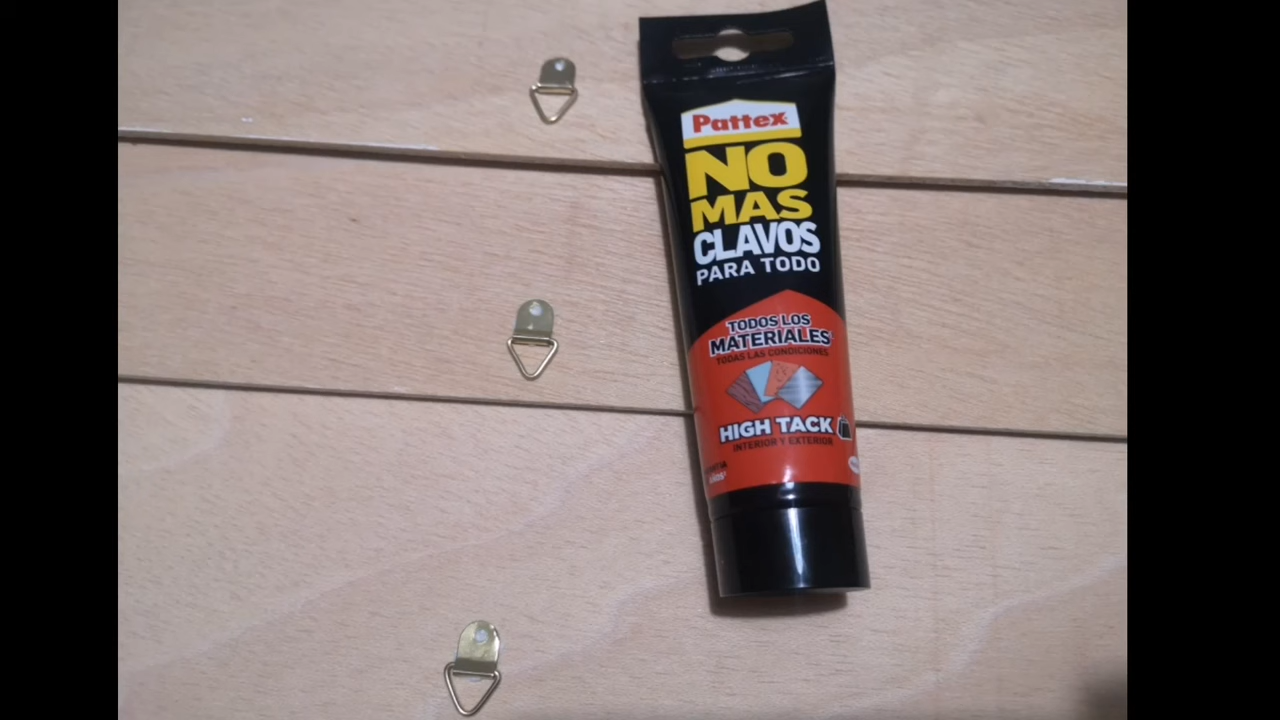 Pattex
NO
MAS
CLAVOS
PARA TODO
TODOS LOS
MATERIALES
TODAS LAS CONDICIONES
HIGH TACK
INTERIOR Y EXTERIOR